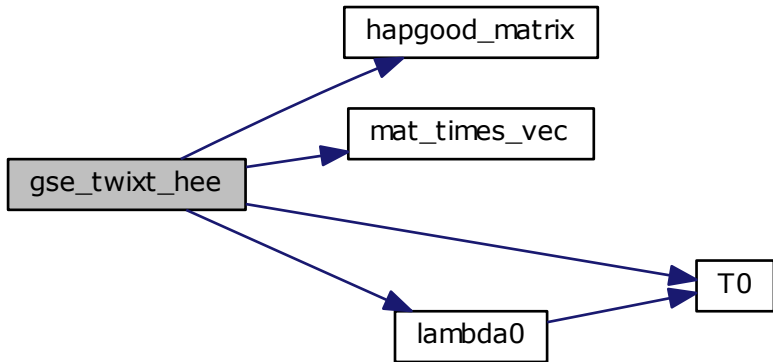 hapgood_matrix
mat_times_vec
gse_twixt_hee
T0
lambda0